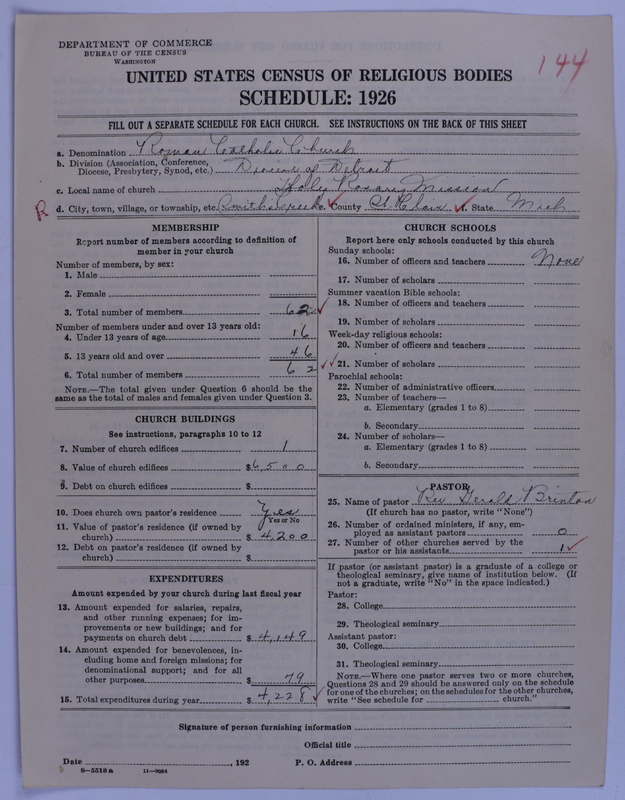 DEPARTMENT OF COMMERCE
BUREAU OF THE CENSUS
WASHINGTON
144
UNITED STATES CENSUS OF RELIGIOUS BODIES
SCHEDULE: 1926
FILL OUT A SEPARATE SCHEDULE FOR EACH CHURCH. SEE INSTRUCTIONS ON THE BACK OF THIS SHEET
a. Denomination Roman Catholic Church
b. Division (Association, Conference, Diocese, Presbytery, Synod, etc.) Diocese of Detroit
c. Local name of church Holy Rosary Mission
R d. City, town, village, or township, etc. Smiths Creek e. County St. Clair f. State Mich
MEMBERSHIP
Report number of members according to definition of
member in your church
Number of members, by sex:
1. Male
2. Female
3. Total number of members 62
Number of members under and over 13 years old:
4. Under 13 years of age 16
5. 13 years old and over 46
6. Total number of members 62
NOTE.—The total given under Question 6 should be the
same as the total of males and females given under Question 3.
CHURCH BUILDINGS
See instructions, paragraphs 10 to 12
7. Number of church edifices 1
8. Value of church edifices $6,500
9. Debt on church edifices $
10. Does church own pastor's residence Yes
Yes or No
11. Value of pastor's residence (if owned by
church) $ 4,200
12. Debt on pastor's residence (if owned by
church) $
EXPENDITURES
Amount expended by your church during last fiscal year
13. Amount expended for salaries, repairs,
and other running expenses; for im-
provements or new buildings; and for
payments on church debt $ 4,149
14. Amount expended for benevolences, in-
cluding home and foreign missions; for
denominational support; and for all
other purposes $ 79
15. Total expenditures during year $ 4,228
CHURCH SCHOOLS
Report here only schools conducted by this church
Sunday schools:
16. Number of officers and teachers None
17. Number of scholars
Summer vacation Bible schools:
18. Number of officers and teachers
19. Number of scholars
Week-day religious schools:
20. Number of officers and teachers
21. Number of scholars
Parochial schools:
22. Number of administrative officers
23. Number of teachers—
a. Elementary (grades 1 to 8)
b. Secondary
24. Number of scholars—
a. Elementary (grades 1 to 8)
b. Secondary
PASTOR
25. Name of pastor Rev Gerald Brinton
(If church has no pastor, write "None")
26. Number of ordained ministers, if any, em-
ployed as assistant pastors 0
27. Number of other churches served by the
pastor or his assistants 1
If pastor (or assistant pastor) is a graduate of a college or
theological seminary, give name of institution below. (If
not a graduate, write "No" in the space indicated.)
Pastor:
28. College
29. Theological seminary
Assistant pastor:
30. College
31. Theological seminary
NOTE.—Where one pastor serves two or more churches,
Questions 28 and 29 should be answered only on the schedule
for one of the churches; on the schedules for the other churches,
write "See schedule for church."
Signature of person furnishing information
Official title
Date , 192 P. O. Address
8—5518 a 11—9054